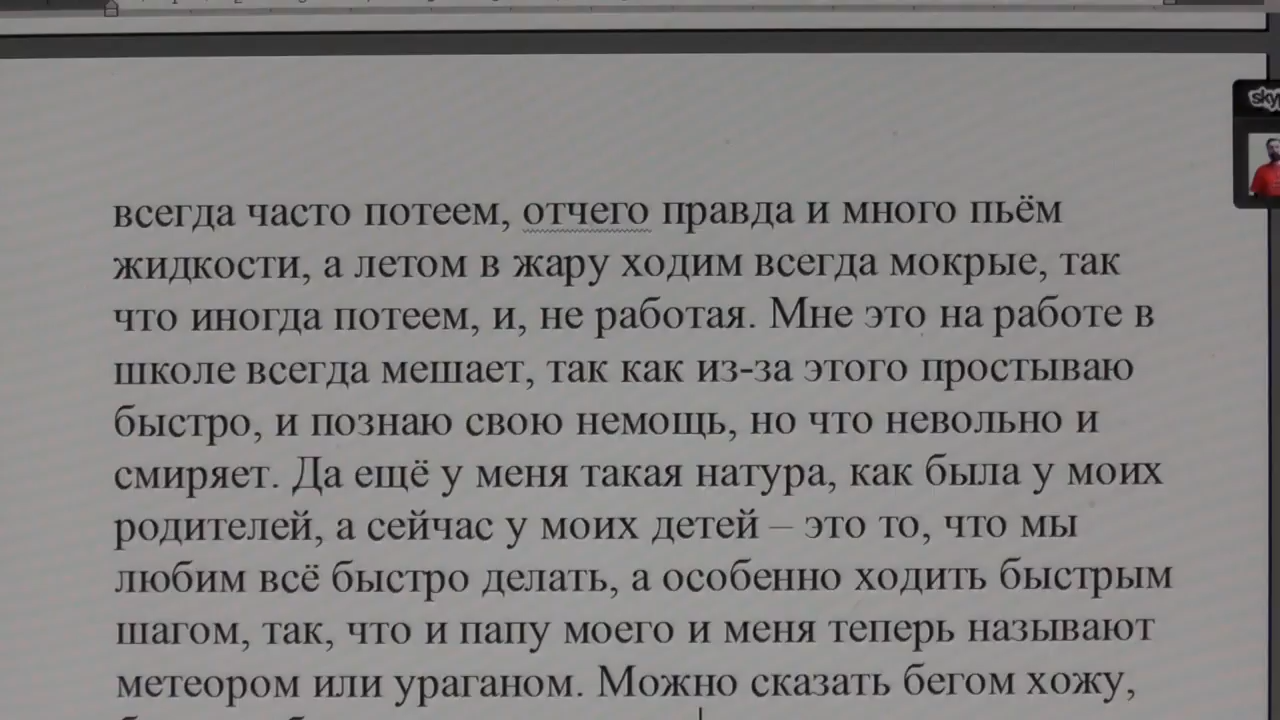 всегда часто потеем, отчего правда и много пьём
жидкости, а летом в жару ходим всегда мокрые, так
что иногда потеем, и, не работая. Мне это на работе в
школе всегда мешает, так как из-за этого простываю
быстро, и познаю свою немощь, но что невольно и
смиряет. Да ещё у меня такая натура, как была у моих
родителей, а сейчас у моих детей – это то, что мы
любим всё быстро делать, а особенно ходить быстрым
шагом, так, что и папу моего и меня теперь называют
метеором или ураганом. Можно сказать бегом хожу,